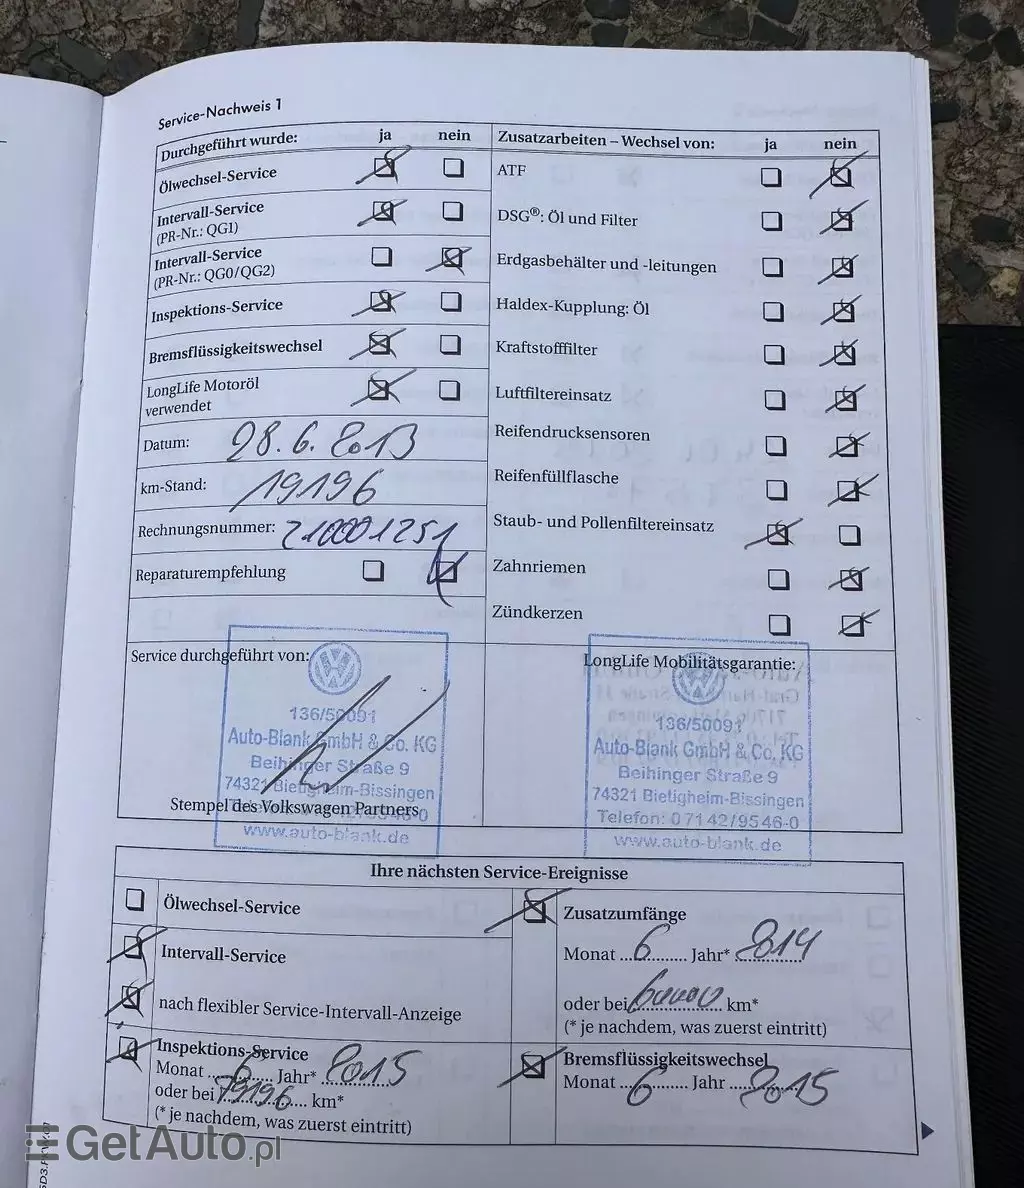 Service-Nachweis 1
Durchgeführt wurde: ja nein
Ölwechsel-Service
Intervall-Service
(PR-Nr.: QG1)
Intervall-Service
(PR-Nr.: QG0/QG2)
Inspektions-Service
Bremsflüssigkeitswechsel
LongLife Motoröl
verwendet
Datum: 28.6.2013
km-Stand: 19196
Rechnungsnummer: 210001251
Reparaturempfehlung
Zusatzarbeiten – Wechsel von: ja nein
ATF
DSG®: Öl und Filter
Erdgasbehälter und -leitungen
Haldex-Kupplung: Öl
Kraftstofffilter
Luftfiltereinsatz
Reifendrucksensoren
Reifenfüllflasche
Staub- und Pollenfiltereinsatz
Zahnriemen
Zündkerzen
Service durchgeführt von:
136/50091
Auto-Blank GmbH & Co. KG
Beihinger Straße 9
74321 Bietigheim-Bissingen
Stempel des Volkswagen Partners
www.auto-blank.de
LongLife Mobilitätsgarantie:
136/50091
Auto-Blank GmbH & Co. KG
Beihinger Straße 9
74321 Bietigheim-Bissingen
Telefon: 07142/9546-0
www.auto-blank.de
Ihre nächsten Service-Ereignisse
Ölwechsel-Service
Intervall-Service
nach flexibler Service-Intervall-Anzeige
Inspektions-Service
Monat 6 Jahr* 2015
oder bei 79196 km*
(* je nachdem, was zuerst eintritt)
Zusatzumfänge
Monat 6 Jahr* 2014
oder bei 60000 km*
(* je nachdem, was zuerst eintritt)
Bremsflüssigkeitswechsel
Monat 6 Jahr 2015
GetAuto.pl